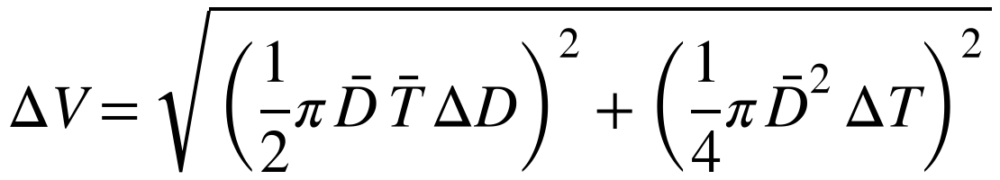 ΔV = √((1/2 π D̄ T̄ ΔD)² + (1/4 π D̄² ΔT)²)